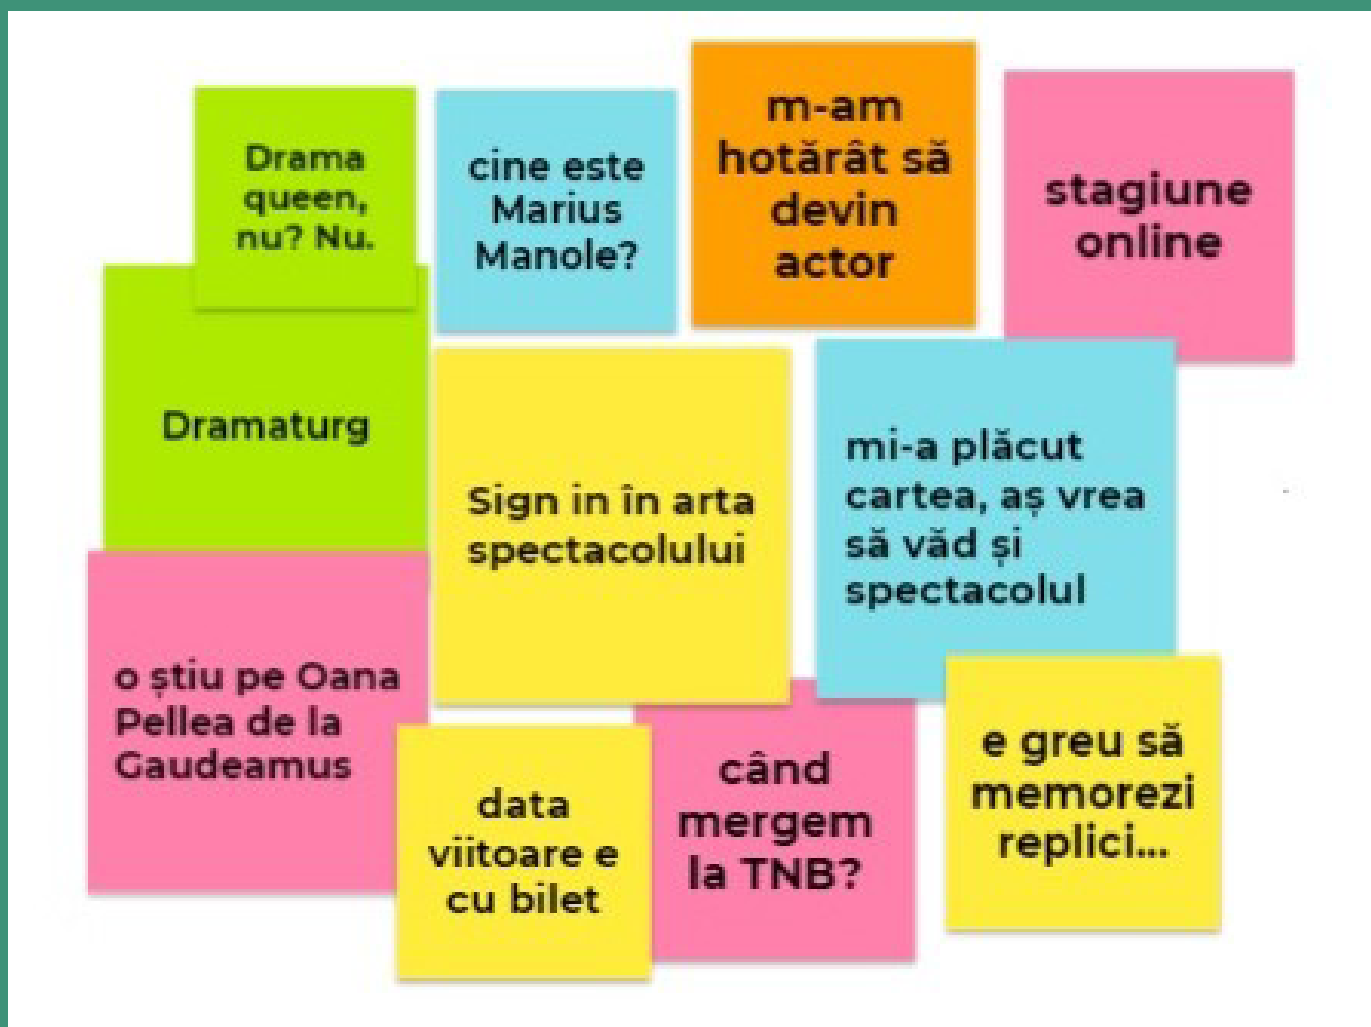 Drama
queen,
nu? Nu.
cine este
Marius
Manole?
m-am
hotărât să
devin
actor
stagiune
online
Dramaturg
Sign in în arta
spectacolului
mi-a plăcut
cartea, aș vrea
să văd și
spectacolul
o știu pe Oana
Pellea de la
Gaudeamus
data
viitoare e
cu bilet
când
mergem
la TNB?
e greu să
memorezi
replici...